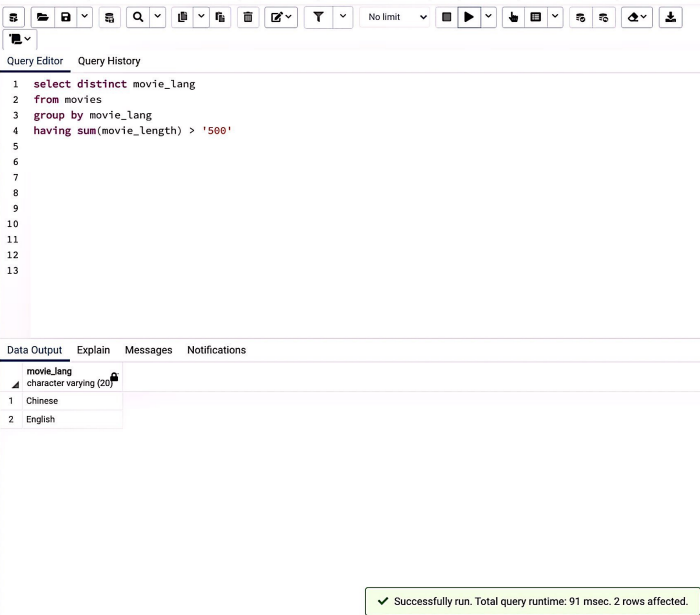 No limit
Query Editor Query History
1 select distinct movie_lang
2 from movies
3 group by movie_lang
4 having sum(movie_length) > '500'
5
6
7
8
9
10
11
12
13
Data Output Explain Messages Notifications
movie_lang
character varying (20)
1 Chinese
2 English
Successfully run. Total query runtime: 91 msec. 2 rows affected.